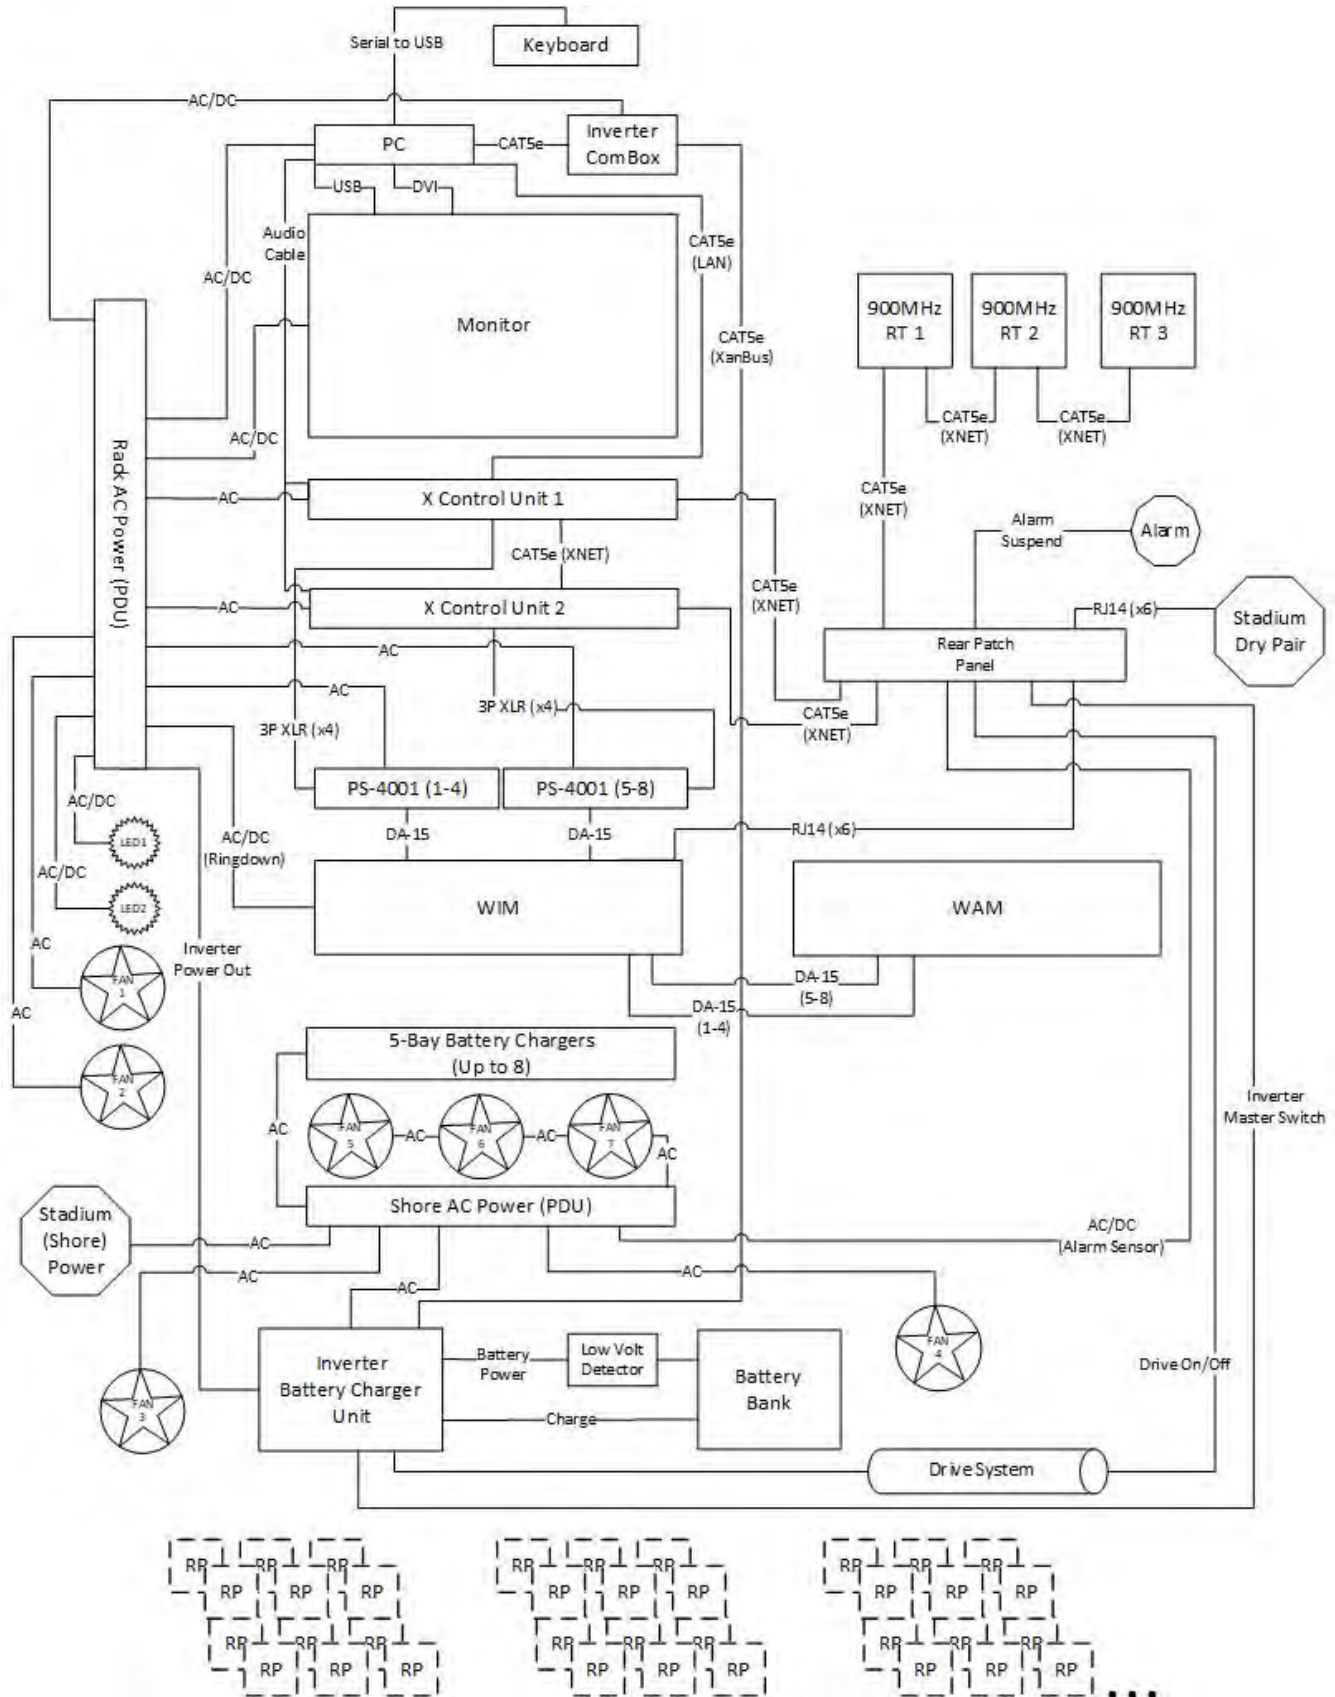 Serial to USB
Keyboard
AC/DC
PC
CAT5e
Inverter
ComBox
USB
DVI
Audio
Cable
CAT5e
(LAN)
AC/DC
Monitor
CAT5e
(XanBus)
900MHz
RT 1
900MHz
RT 2
900MHz
RT 3
CAT5e
(XNET)
CAT5e
(XNET)
AC/DC
Rack AC Power (PDU)
AC
X Control Unit 1
CAT5e
(XNET)
Alarm
Suspend
Alarm
CAT5e (XNET)
CAT5e
(XNET)
AC
X Control Unit 2
RJ14 (x6)
Stadium
Dry Pair
Rear Patch
Panel
AC
AC
3P XLR (x4)
3P XLR (x4)
CAT5e
(XNET)
PS-4001 (1-4)
PS-4001 (5-8)
AC/DC
LED1
AC/DC
(Ringdown)
DA-15
DA-15
RJ14 (x6)
AC/DC
LED2
WIM
WAM
AC
Inverter
Power Out
FAN
1
DA-15
(5-8)
DA-15
(1-4)
AC
5-Bay Battery Chargers
(Up to 8)
FAN
2
Inverter
Master Switch
AC
FAN
5
AC
FAN
6
AC
FAN
7
AC
Shore AC Power (PDU)
Stadium
(Shore)
Power
AC
AC/DC
(Alarm Sensor)
AC
AC
AC
FAN
4
Inverter
Battery Charger
Unit
Battery
Power
Low Volt
Detector
Battery
Bank
Drive On/Off
FAN
3
Charge
Drive System
RP RP RP RP RP RP RP RP RP
RP RP RP RP RP RP RP RP RP
RP RP RP RP RP RP RP RP RP
RP RP RP RP RP RP RP RP RP
...